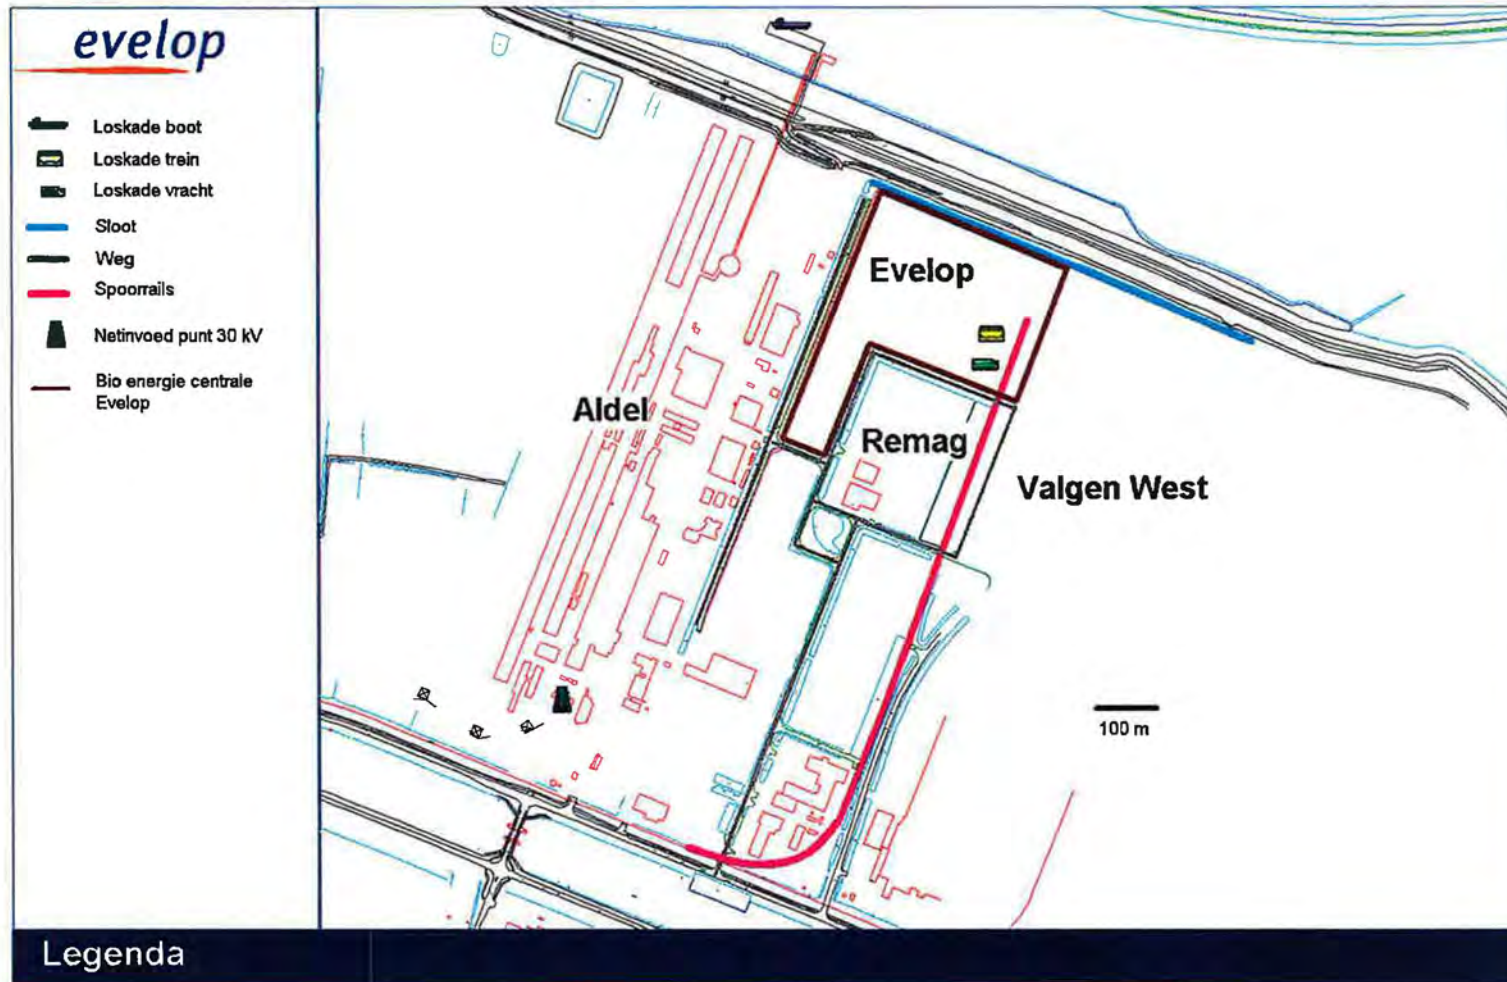 evelop
Loskade boot
Loskade trein
Loskade vracht
Sloot
Weg
Spoorrails
Netinvoed punt 30 kV
Bio energie centrale
Evelop
Evelop
Aldel
Remag
Valgen West
100 m
Legenda